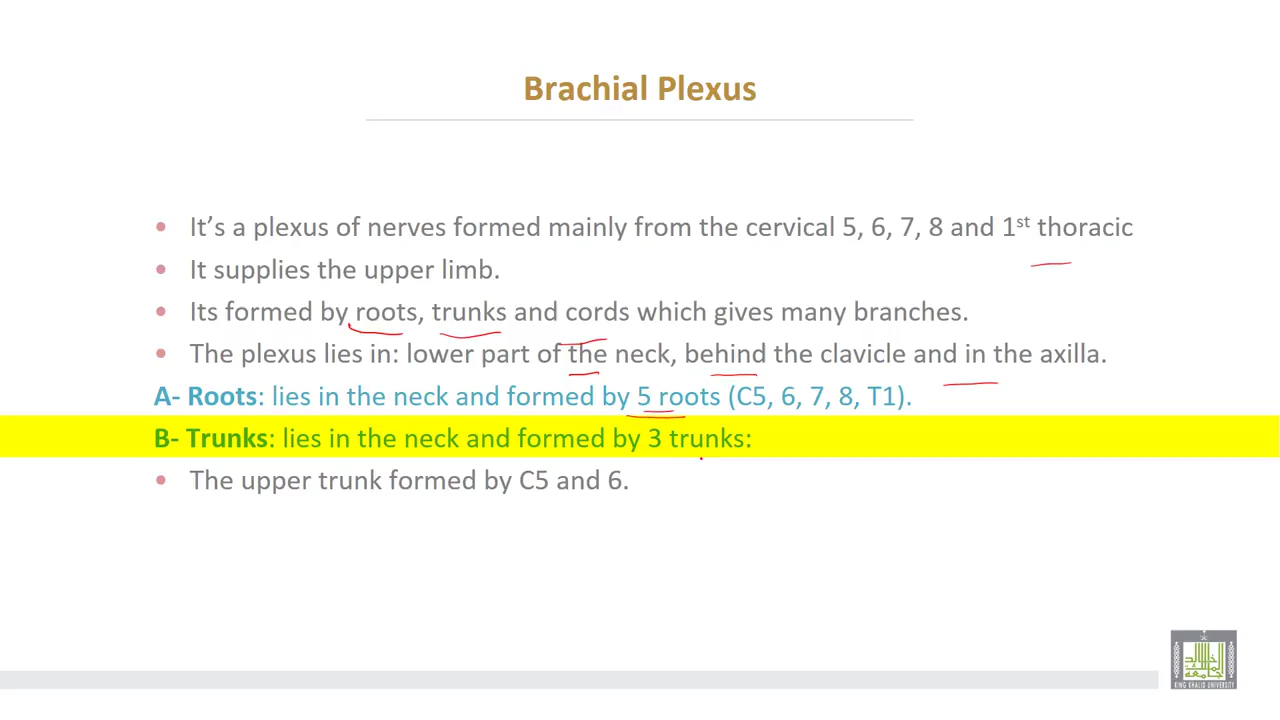 Brachial Plexus
• It’s a plexus of nerves formed mainly from the cervical 5, 6, 7, 8 and 1st thoracic
• It supplies the upper limb.
• Its formed by roots, trunks and cords which gives many branches.
• The plexus lies in: lower part of the neck, behind the clavicle and in the axilla.
A- Roots: lies in the neck and formed by 5 roots (C5, 6, 7, 8, T1).
B- Trunks: lies in the neck and formed by 3 trunks:
• The upper trunk formed by C5 and 6.
KING KHALID UNIVERSITY